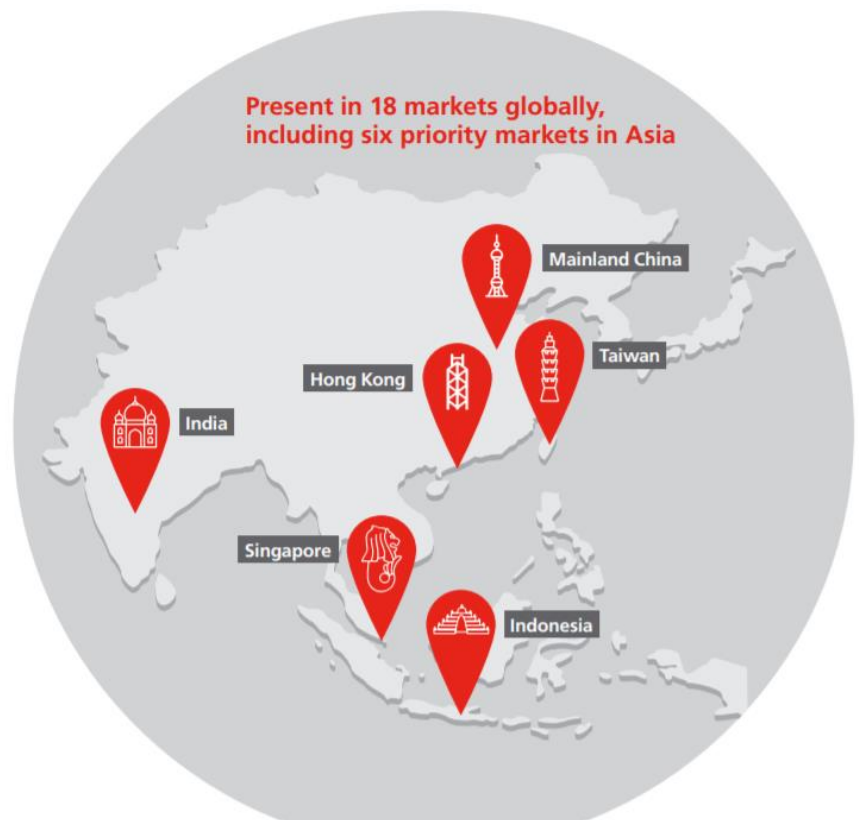 Present in 18 markets globally,
including six priority markets in Asia
Mainland China
Taiwan
Hong Kong
India
Singapore
Indonesia